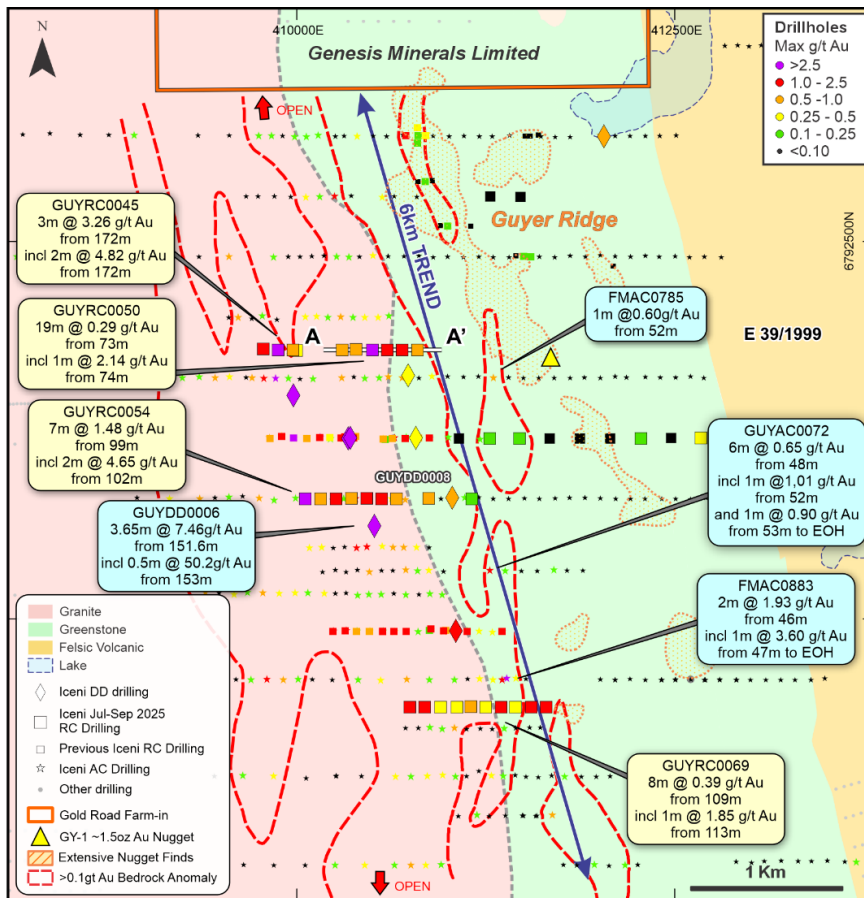 410000E
412500E
N
Genesis Minerals Limited
Drillholes
Max g/t Au
>2.5
1.0 - 2.5
0.5 -1.0
0.25 - 0.5
0.1 - 0.25
<0.10
OPEN
6km TREND
Guyer Ridge
6792500N
E 39/1999
GUYRC0045
3m @ 3.26 g/t Au
from 172m
incl 2m @ 4.82 g/t Au
from 172m
GUYRC0050
19m @ 0.29 g/t Au
from 73m
incl 1m @ 2.14 g/t Au
from 74m
A
A'
FMAC0785
1m @0.60g/t Au
from 52m
GUYRC0054
7m @ 1.48 g/t Au
from 99m
incl 2m @ 4.65 g/t Au
from 102m
GUYDD0008
GUYAC0072
6m @ 0.65 g/t Au
from 48m
incl 1m @1,01 g/t Au
from 52m
and 1m @ 0.90 g/t Au
from 53m to EOH
GUYDD0006
3.65m @ 7.46g/t Au
from 151.6m
incl 0.5m @ 50.2g/t Au
from 153m
FMAC0883
2m @ 1.93 g/t Au
from 46m
incl 1m @ 3.60 g/t Au
from 47m to EOH
GUYRC0069
8m @ 0.39 g/t Au
from 109m
incl 1m @ 1.85 g/t Au
from 113m
Granite
Greenstone
Felsic Volcanic
Lake
Iceni DD drilling
Iceni Jul-Sep 2025
RC Drilling
Previous Iceni RC Drilling
Iceni AC Drilling
Other drilling
Gold Road Farm-in
GY-1 ~1.5oz Au Nugget
Extensive Nugget Finds
>0.1gt Au Bedrock Anomaly
OPEN
1 Km